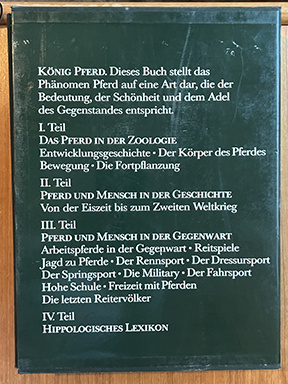 KÖNIG PFERD. Dieses Buch stellt das
Phänomen Pferd auf eine Art dar, die der
Bedeutung, der Schönheit und dem Adel
des Gegenstandes entspricht.
I. Teil
DAS PFERD IN DER ZOOLOGIE
Entwicklungsgeschichte · Der Körper des Pferdes
Bewegung · Die Fortpflanzung
II. Teil
PFERD UND MENSCH IN DER GESCHICHTE
Von der Eiszeit bis zum Zweiten Weltkrieg
III. Teil
PFERD UND MENSCH IN DER GEGENWART
Arbeitspferde in der Gegenwart · Reitspiele
Jagd zu Pferde · Der Rennsport · Der Dressursport
Der Springsport · Die Military · Der Fahrsport
Hohe Schule · Freizeit mit Pferden
Die letzten Reitervölker
IV. Teil
HIPPOLOGISCHES LEXIKON